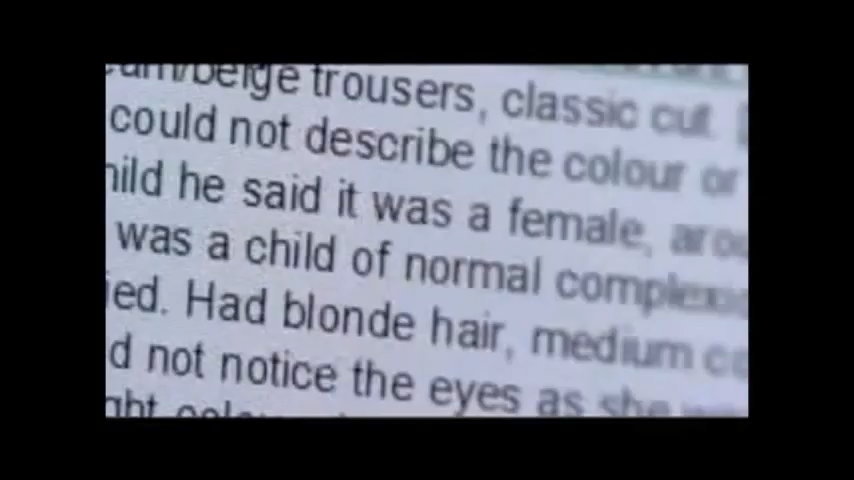 beige trousers, classic cut.
could not describe the colour or
he said it was a female,
was a child of normal
Had blonde hair, medium
not notice the eyes as she